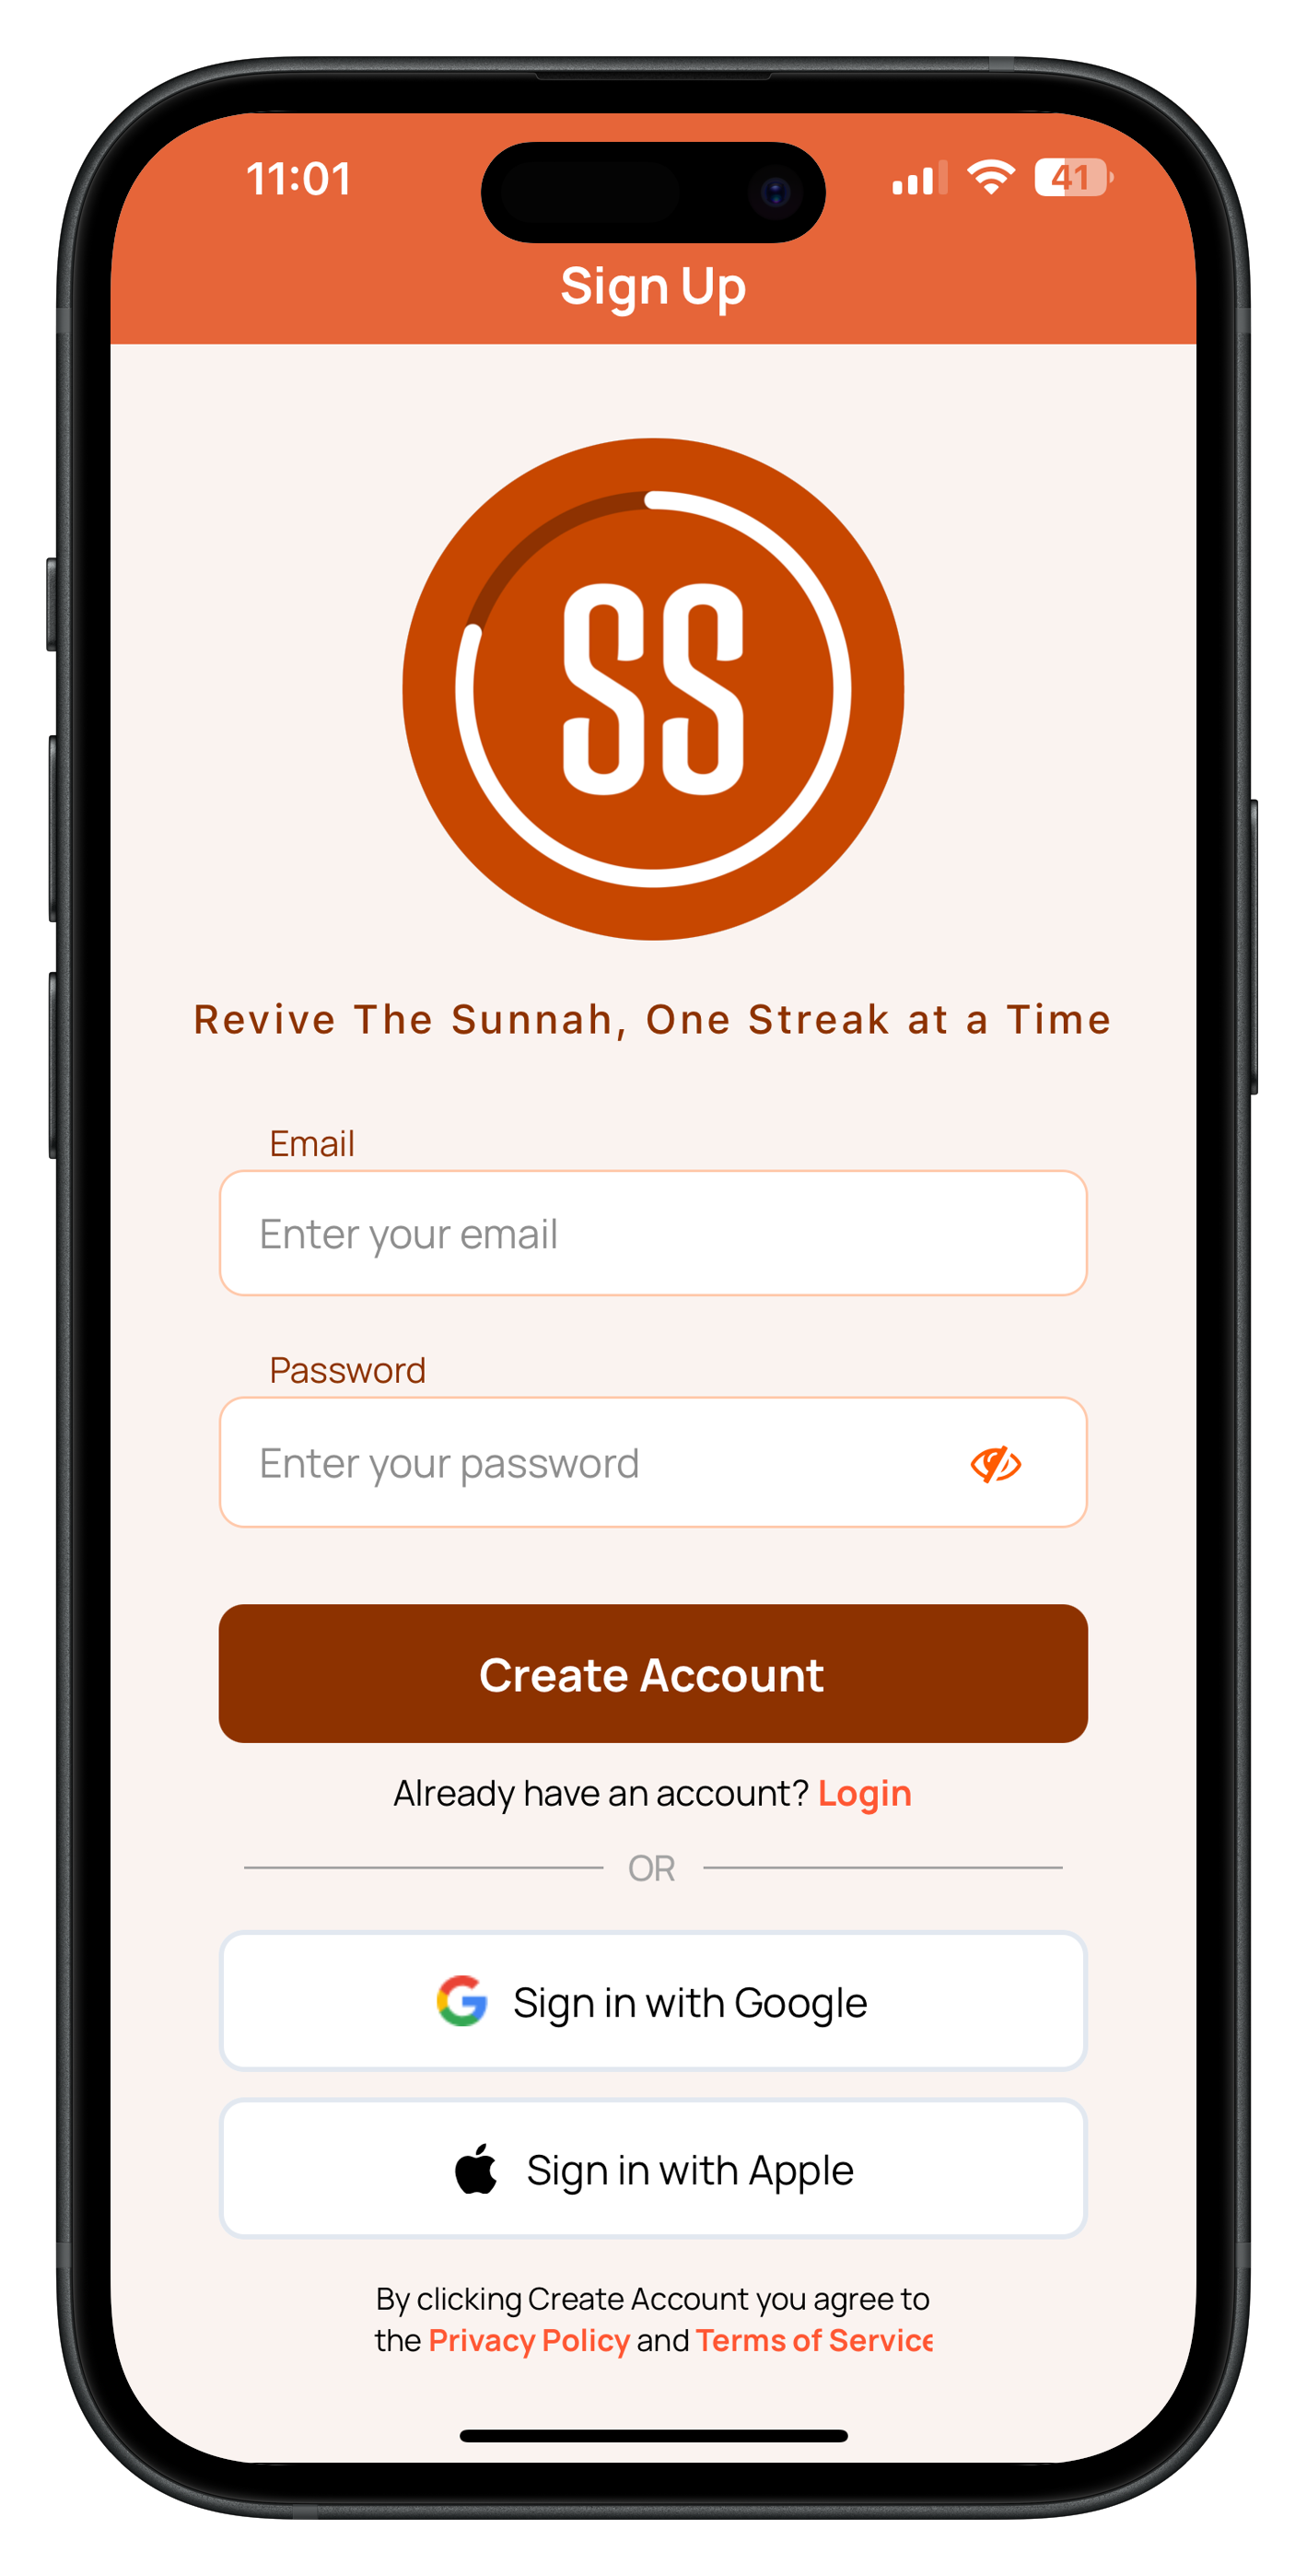 11:01
41
Sign Up
SS
Revive The Sunnah, One Streak at a Time
Email
Enter your email
Password
Enter your password
Create Account
Already have an account? Login
OR
Sign in with Google
Sign in with Apple
By clicking Create Account you agree to
the Privacy Policy and Terms of Service